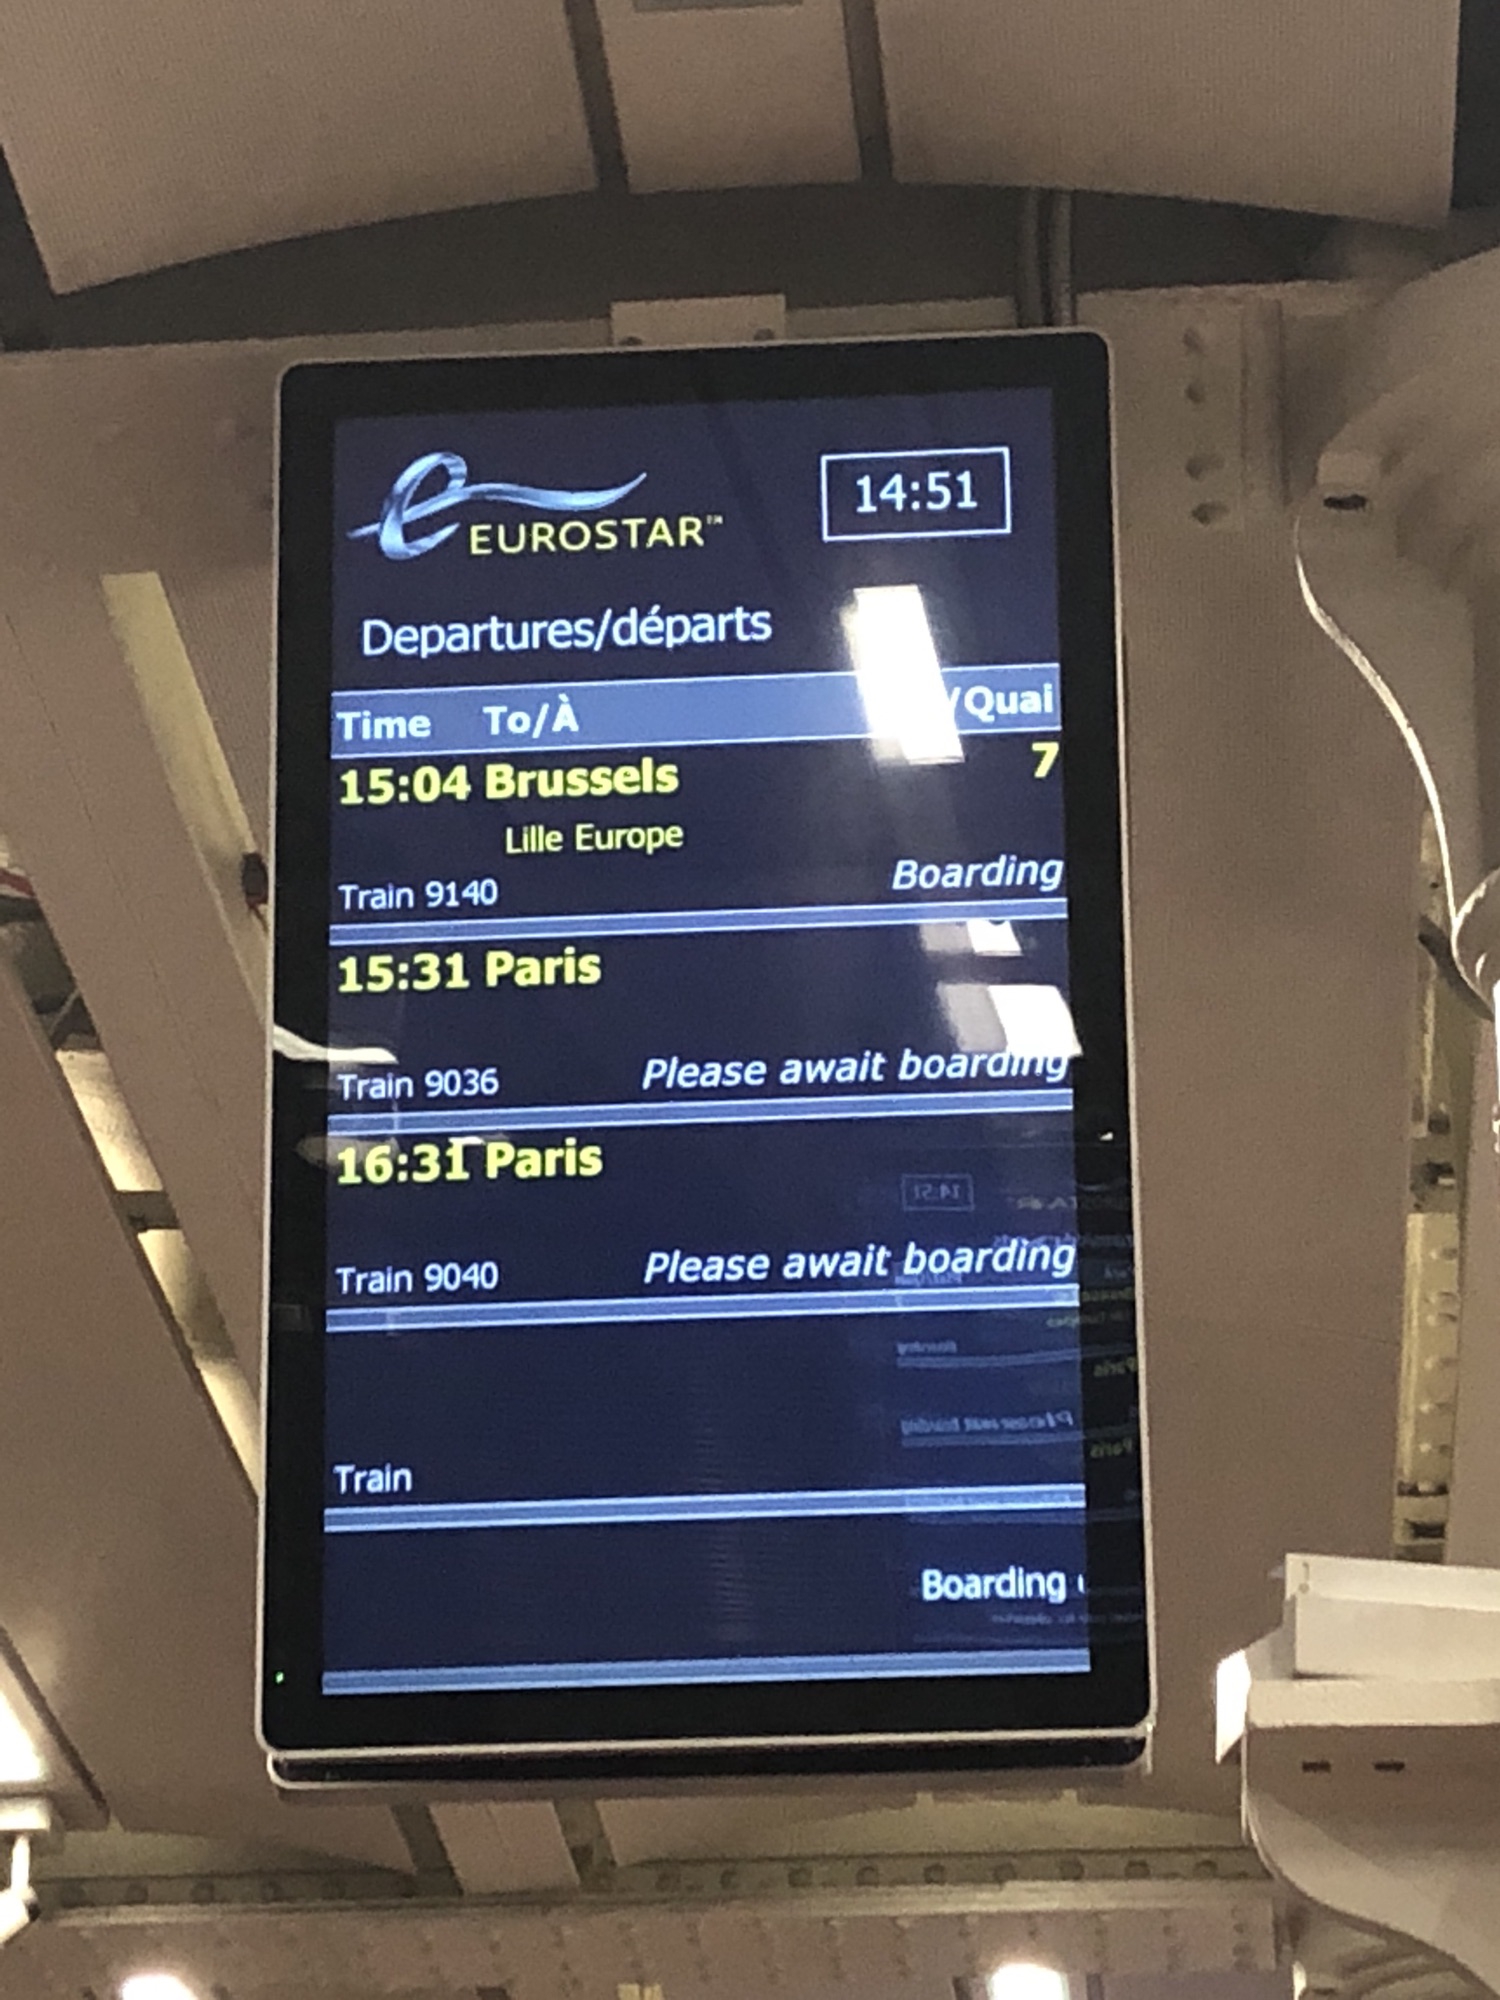 EUROSTAR™
14:51
Departures/départs
Time To/À /Quai
15:04 Brussels 7
Lille Europe
Train 9140 Boarding
15:31 Paris
Train 9036 Please await boarding
16:31 Paris
Train 9040 Please await boarding
Train
Boarding